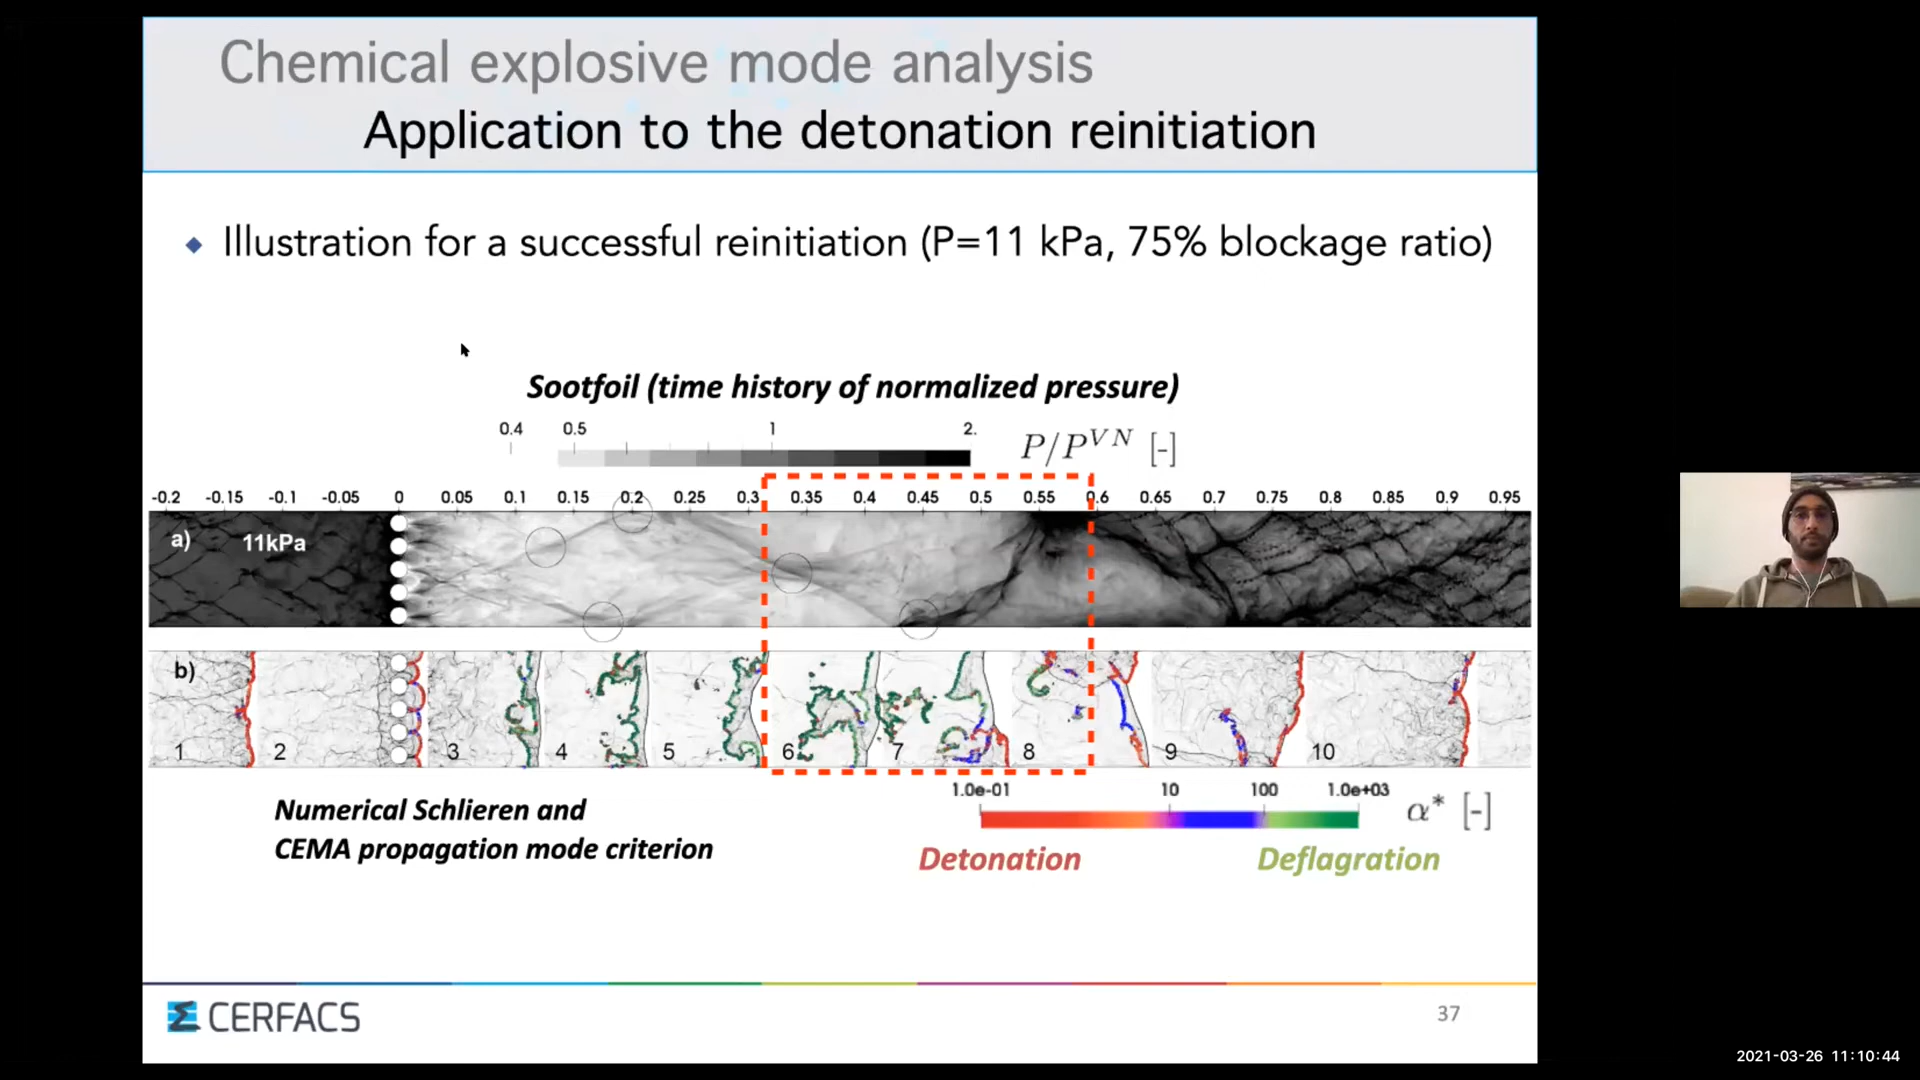 Chemical explosive mode analysis
Application to the detonation reinitiation
Illustration for a successful reinitiation (P=11 kPa, 75% blockage ratio)
Sootfoil (time history of normalized pressure)
0.4 0.5 1 2.
P/P^{VN} [-]
-0.2 -0.15 -0.1 -0.05 0 0.05 0.1 0.15 0.2 0.25 0.3 0.35 0.4 0.45 0.5 0.55 0.6 0.65 0.7 0.75 0.8 0.85 0.9 0.95
a) 11kPa
b)
1 2 3 4 5 6 7 8 9 10
1.0e-01 10 100 1.0e+03
α* [-]
Numerical Schlieren and
CEMA propagation mode criterion
Detonation Deflagration
CERFACS
37
2021-03-26 11:10:44